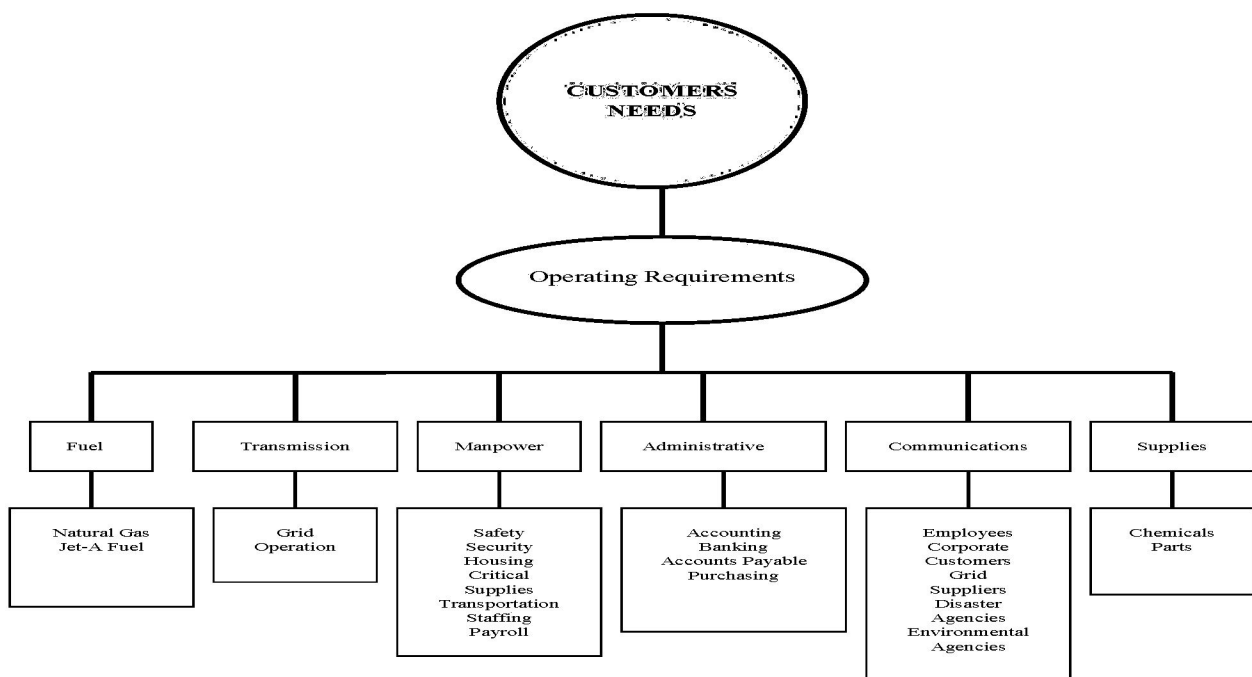 CUSTOMERS
NEEDS
Operating Requirements
Fuel
Transmission
Manpower
Administrative
Communications
Supplies
Natural Gas
Jet-A Fuel
Grid
Operation
Safety
Security
Housing
Critical
Supplies
Transportation
Staffing
Payroll
Accounting
Banking
Accounts Payable
Purchasing
Employees
Corporate
Customers
Grid
Suppliers
Disaster
Agencies
Environmental
Agencies
Chemicals
Parts